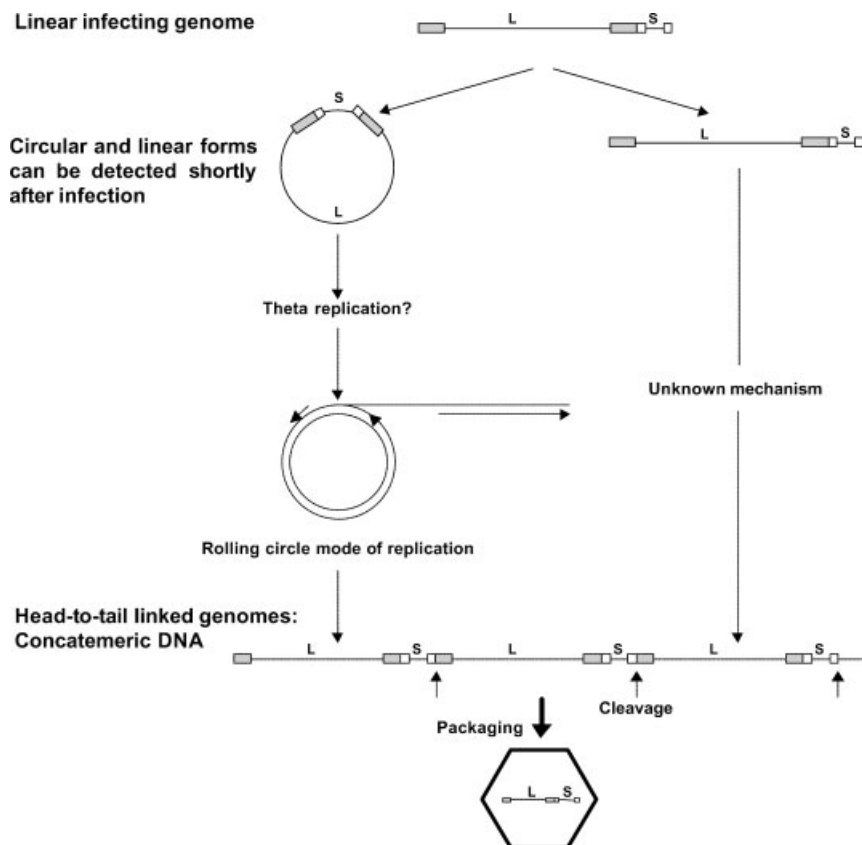 Linear infecting genome
L
S
S
Circular and linear forms
can be detected shortly
after infection
L
S
L
Theta replication?
Unknown mechanism
Rolling circle mode of replication
Head-to-tail linked genomes:
Concatemeric DNA
L
S
L
S
L
S
Cleavage
Packaging
L
S